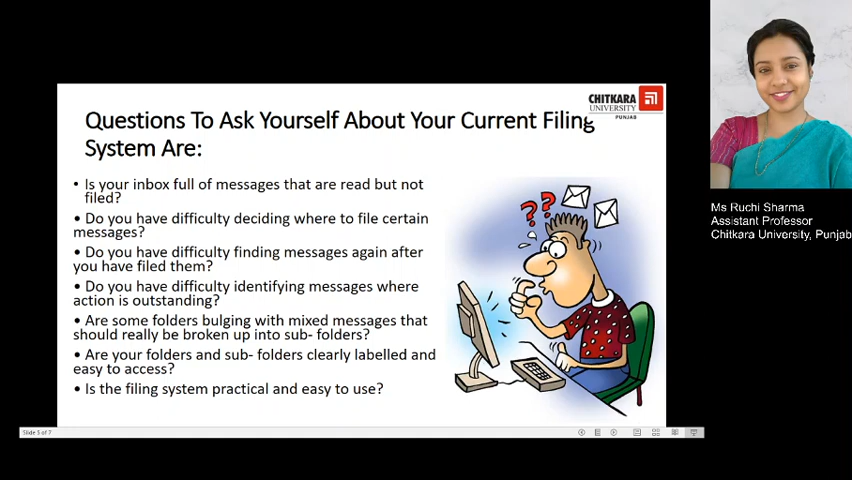 CHITKARA
UNIVERSITY
PUNJAB
Questions To Ask Yourself About Your Current Filing
System Are:
• Is your inbox full of messages that are read but not
filed?
• Do you have difficulty deciding where to file certain
messages?
• Do you have difficulty finding messages again after
you have filed them?
• Do you have difficulty identifying messages where
action is outstanding?
• Are some folders bulging with mixed messages that
should really be broken up into sub- folders?
• Are your folders and sub- folders clearly labelled and
easy to access?
• Is the filing system practical and easy to use?
??
Slide 5 of 7
Ms Ruchi Sharma
Assistant Professor
Chitkara University, Punjab